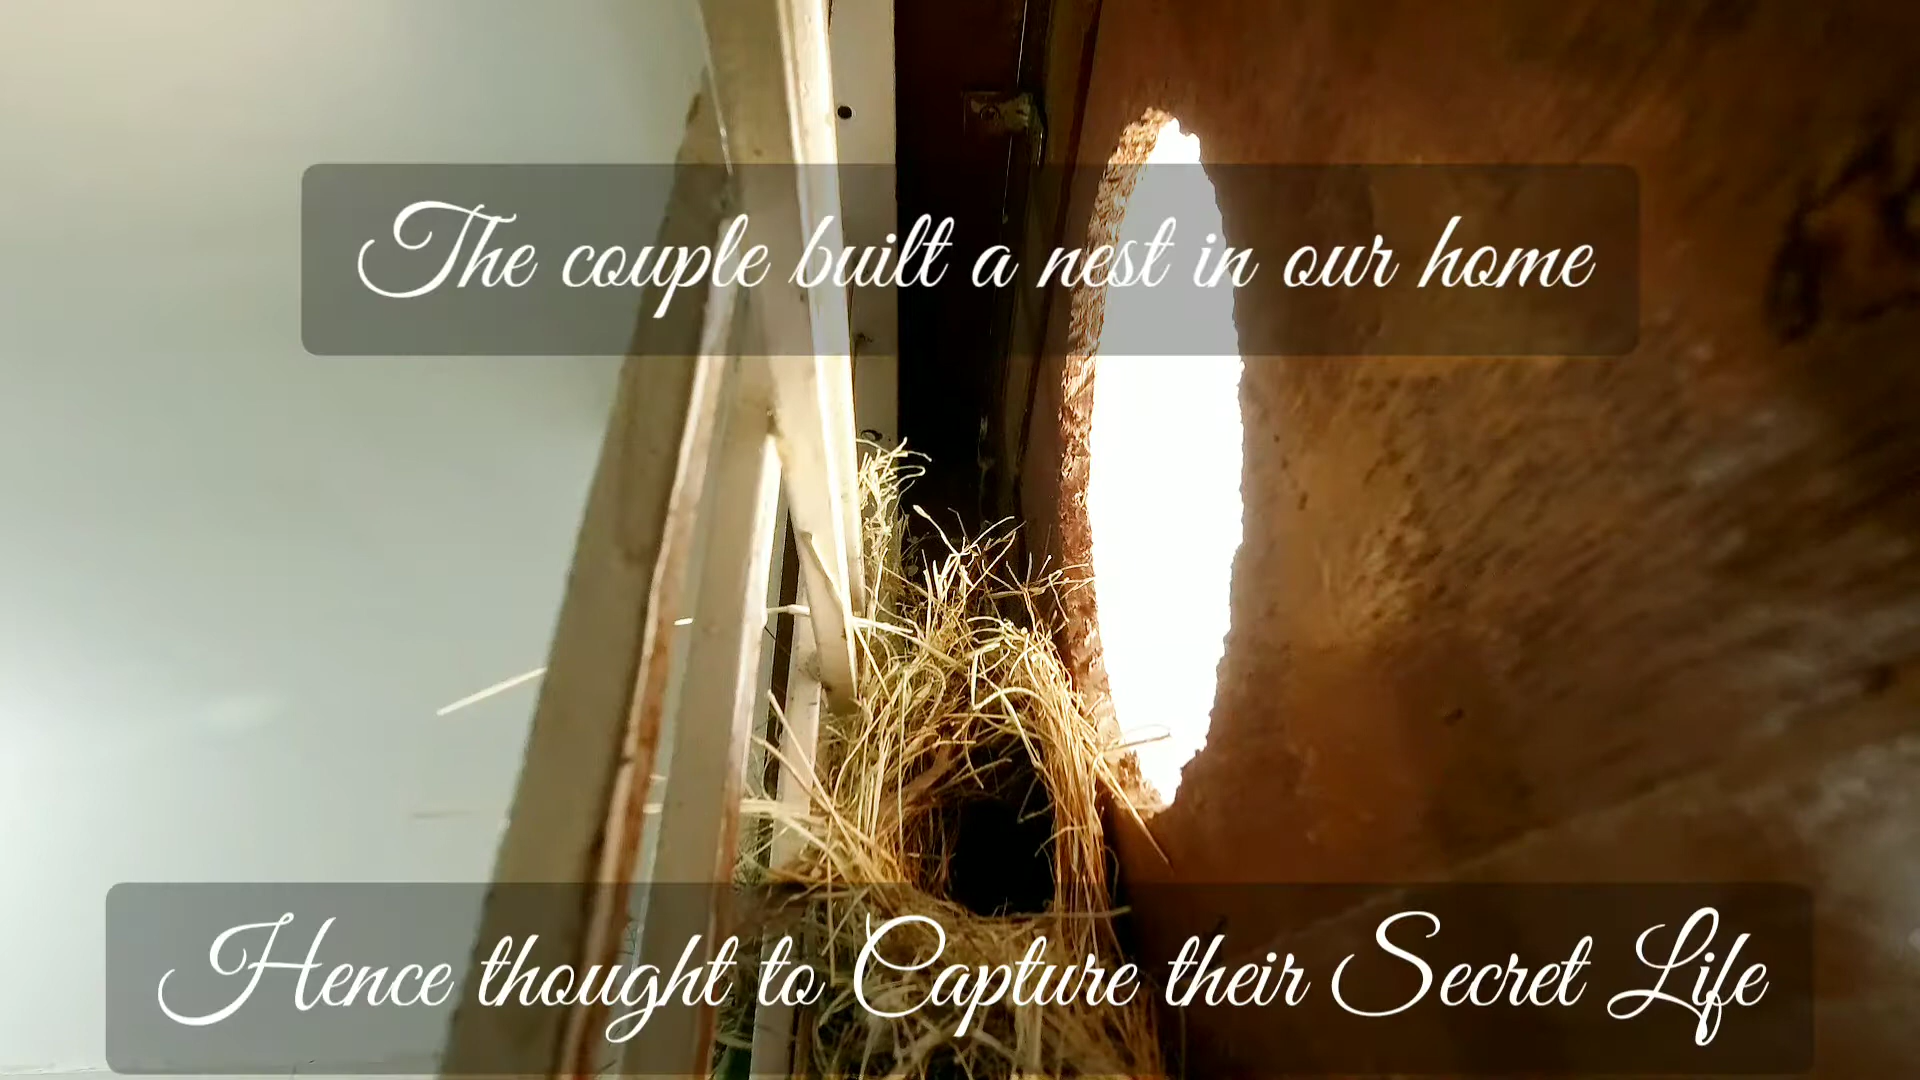 The couple built a nest in our home
Hence thought to Capture their Secret Life